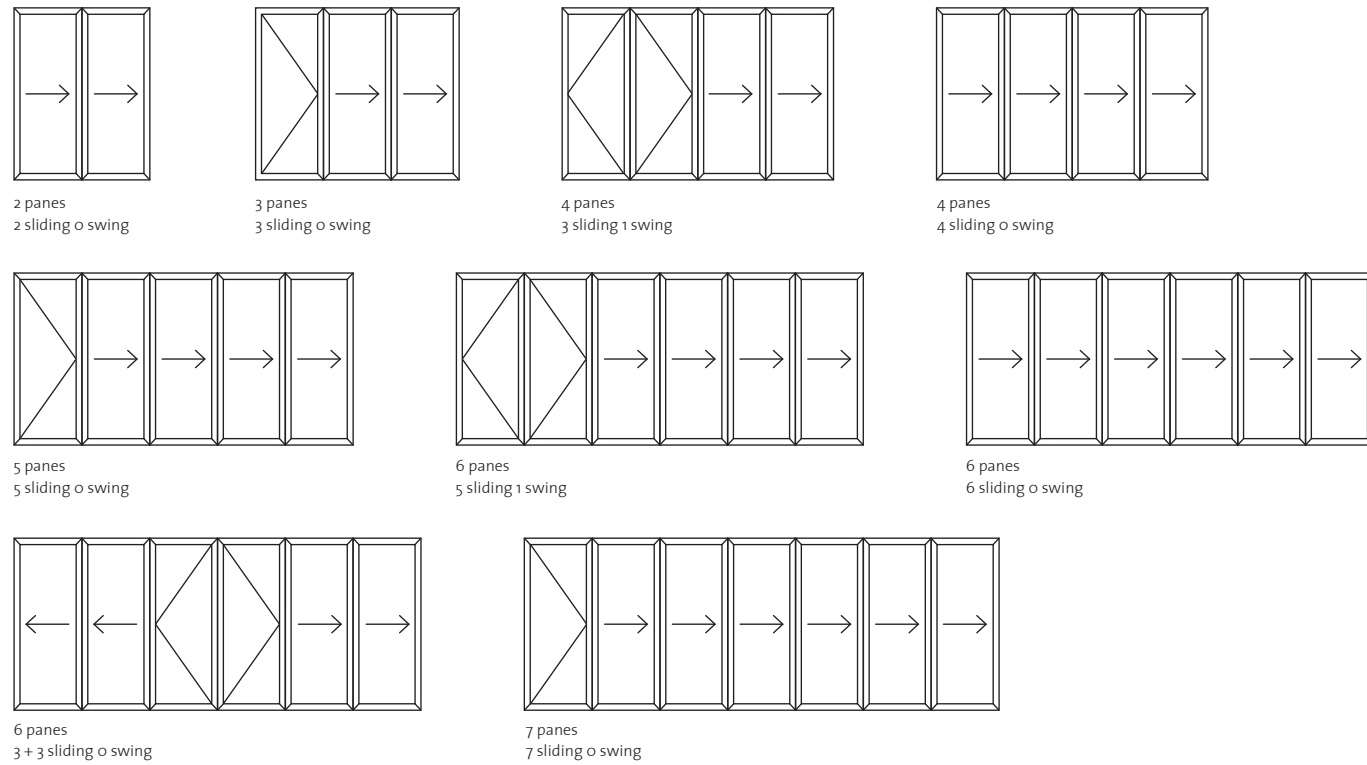 2 panes
2 sliding 0 swing
3 panes
3 sliding 0 swing
4 panes
3 sliding 1 swing
4 panes
4 sliding 0 swing
5 panes
5 sliding 0 swing
6 panes
5 sliding 1 swing
6 panes
6 sliding 0 swing
6 panes
3 + 3 sliding 0 swing
7 panes
7 sliding 0 swing